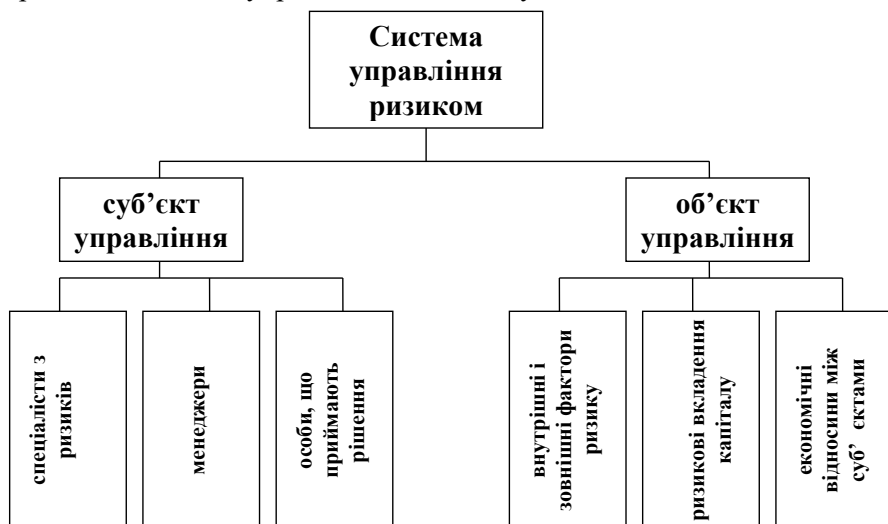 Система
управління
ризиком
суб’єкт
управління
об’єкт
управління
спеціалісти з
ризиків
менеджери
особи, що
приймають
рішення
внутрішні і
зовнішні фактори
ризику
ризикові вкладення
капіталу
економічні
відносини між
суб’ єктами